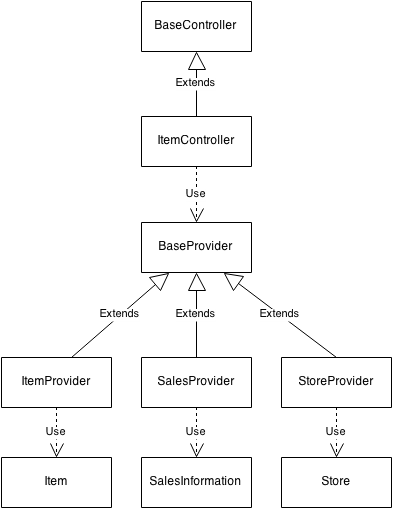 BaseController
Extends
ItemController
Use
BaseProvider
Extends
Extends
Extends
ItemProvider
SalesProvider
StoreProvider
Use
Use
Use
Item
SalesInformation
Store